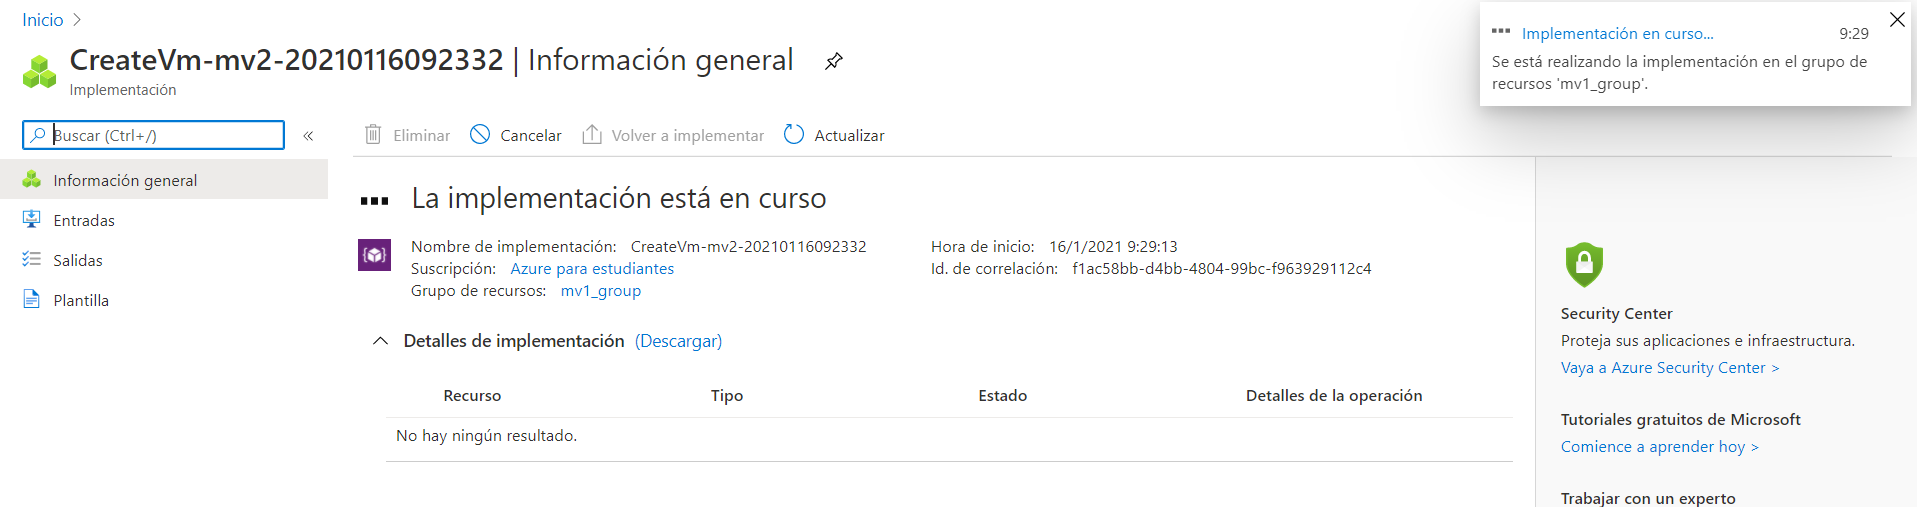 Inicio >
CreateVm-mv2-20210116092332 | Información general
Implementación
Implementación en curso... 9:29
Se está realizando la implementación en el grupo de
recursos 'mv1_group'.
Buscar (Ctrl+/) «
Eliminar Cancelar Volver a implementar Actualizar
Información general
Entradas
Salidas
Plantilla
La implementación está en curso
Nombre de implementación: CreateVm-mv2-20210116092332 Hora de inicio: 16/1/2021 9:29:13
Suscripción: Azure para estudiantes Id. de correlación: f1ac58bb-d4bb-4804-99bc-f963929112c4
Grupo de recursos: mv1_group
Detalles de implementación (Descargar)
Recurso Tipo Estado Detalles de la operación
No hay ningún resultado.
Security Center
Proteja sus aplicaciones e infraestructura.
Vaya a Azure Security Center >
Tutoriales gratuitos de Microsoft
Comience a aprender hoy >
Trabajar con un experto